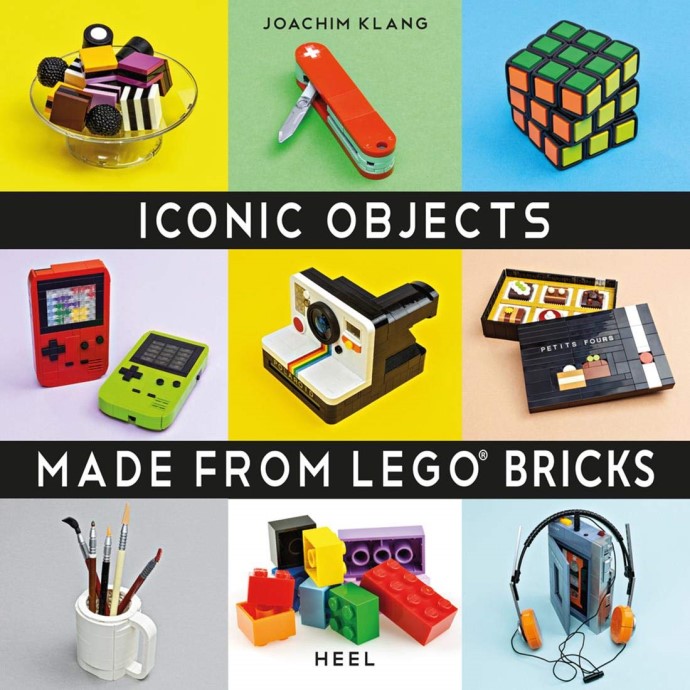 JOACHIM KLANG
ICONIC OBJECTS
PETITS FOURS
MADE FROM LEGO® BRICKS
HEEL